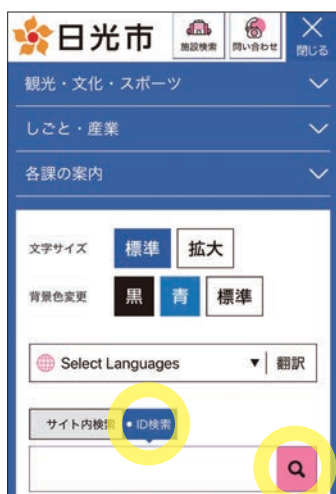 日光市 施設検索 問い合わせ 閉じる
観光・文化・スポーツ
しごと・産業
各課の案内
文字サイズ 標準 拡大
背景色変更 黒 青 標準
Select Languages ▼ 翻訳
サイト内検索 • ID検索